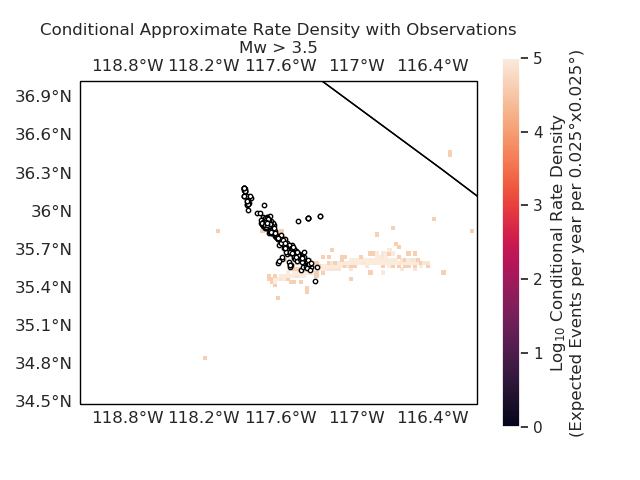 Conditional Approximate Rate Density with Observations
Mw > 3.5
118.8°W 118.2°W 117.6°W 117°W 116.4°W
36.9°N
36.6°N
36.3°N
36°N
35.7°N
35.4°N
35.1°N
34.8°N
34.5°N
118.8°W 118.2°W 117.6°W 117°W 116.4°W
5
4
3
2
1
0
Log10 Conditional Rate Density
(Expected Events per year per 0.025°x0.025°)